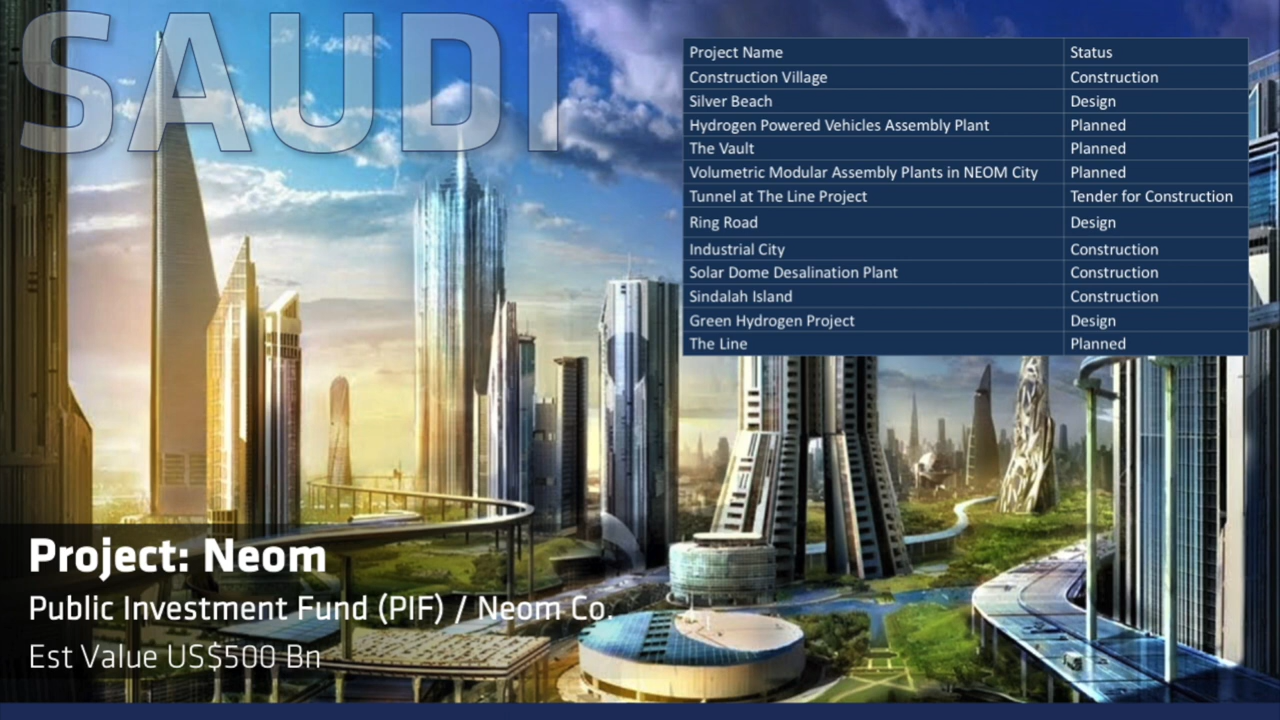 SAUDI
Project Name Status
Construction Village Construction
Silver Beach Design
Hydrogen Powered Vehicles Assembly Plant Planned
The Vault Planned
Volumetric Modular Assembly Plants in NEOM City Planned
Tunnel at The Line Project Tender for Construction
Ring Road Design
Industrial City Construction
Solar Dome Desalination Plant Construction
Sindalah Island Construction
Green Hydrogen Project Design
The Line Planned
Project: Neom
Public Investment Fund (PIF) / Neom Co.
Est Value US$500 Bn